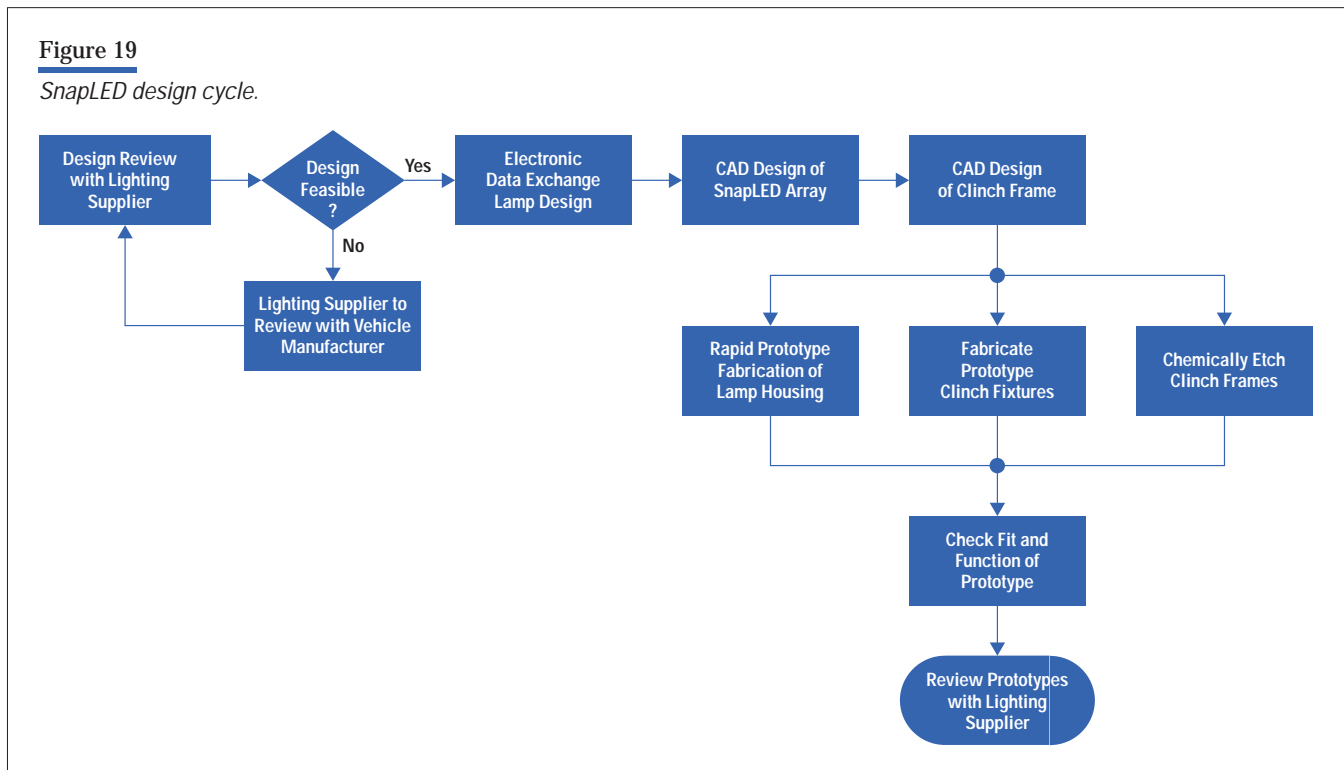 Figure 19
SnapLED design cycle.
Design Review
with Lighting
Supplier
Design
Feasible
?
Yes
No
Lighting Supplier to
Review with Vehicle
Manufacturer
Electronic
Data Exchange
Lamp Design
CAD Design of
SnapLED Array
CAD Design
of Clinch Frame
Rapid Prototype
Fabrication of
Lamp Housing
Fabricate
Prototype
Clinch Fixtures
Chemically Etch
Clinch Frames
Check Fit and
Function of
Prototype
Review Prototypes
with Lighting
Supplier